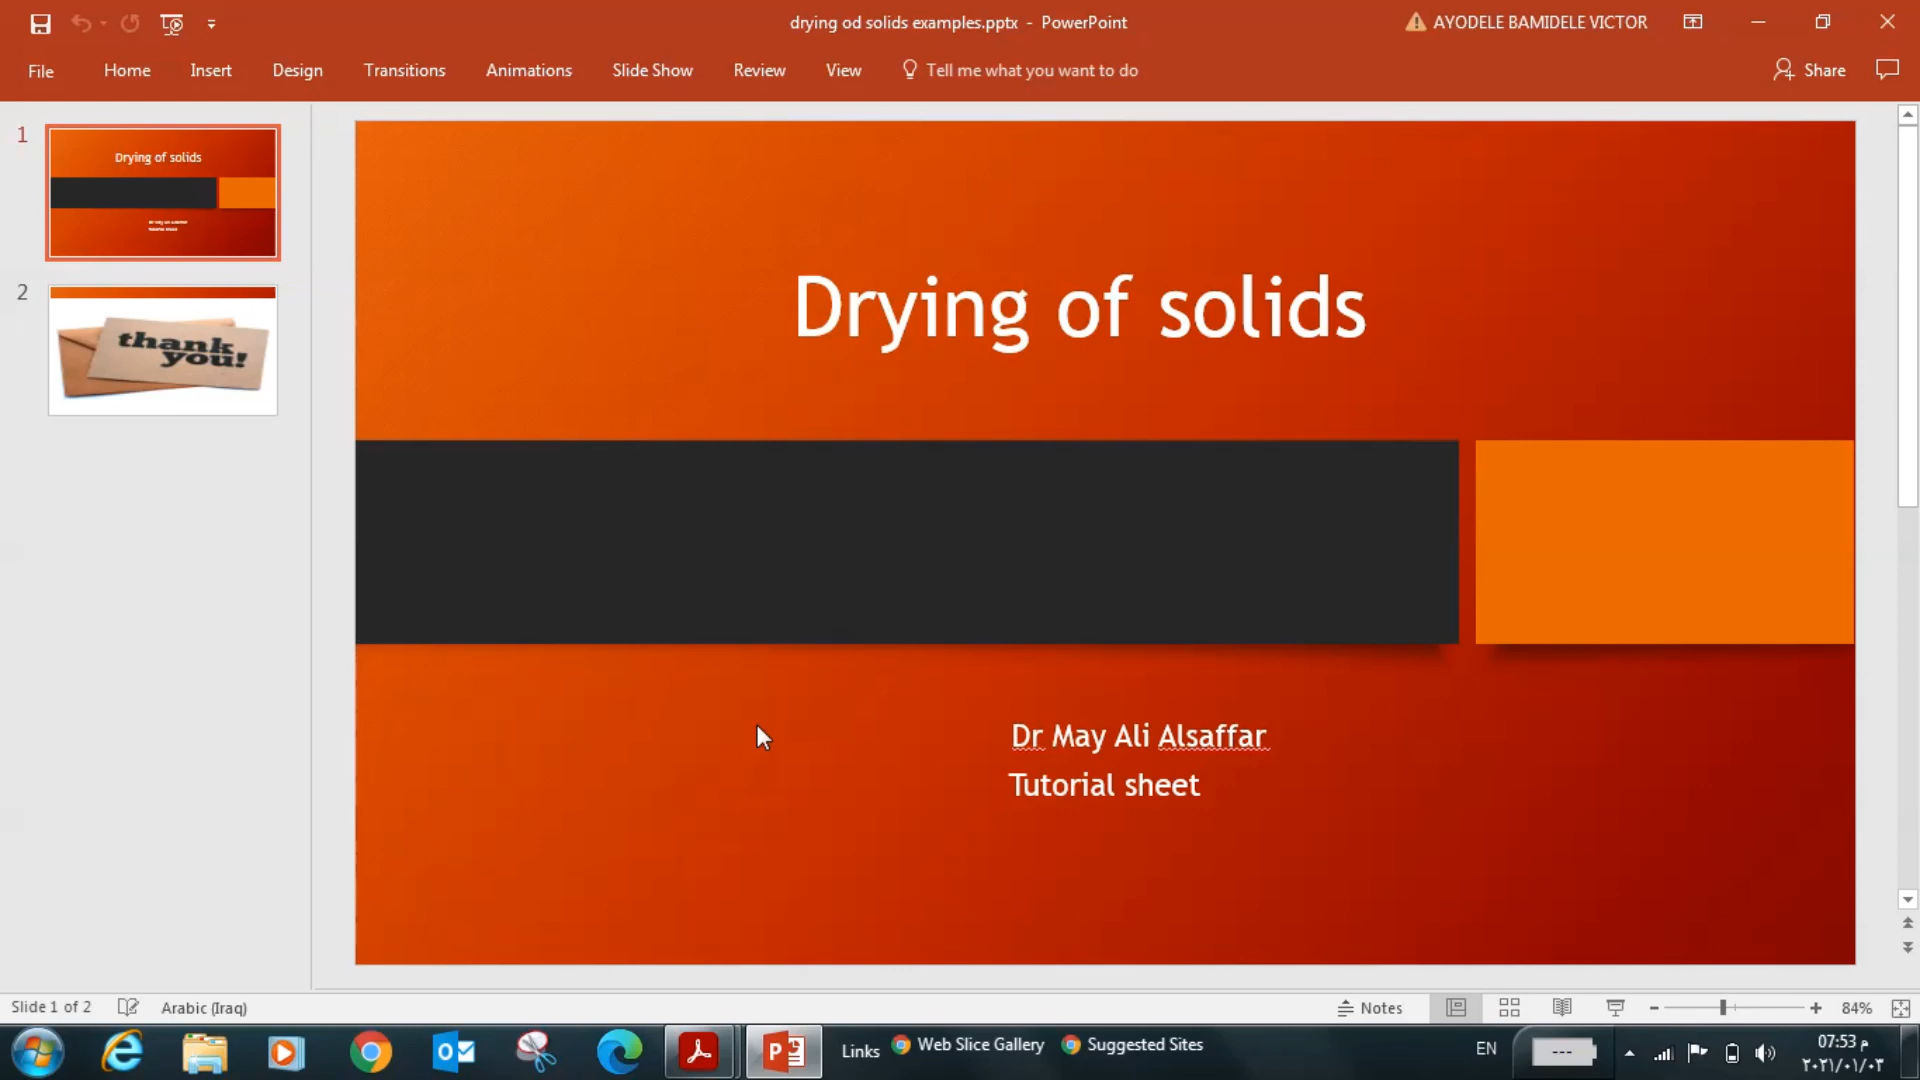 drying od solids examples.pptx - PowerPoint
AYODELE BAMIDELE VICTOR
File
Home
Insert
Design
Transitions
Animations
Slide Show
Review
View
Tell me what you want to do
Share
1
Drying of solids
2
thank
you!
Drying of solids
Dr May Ali Alsaffar
Tutorial sheet
Slide 1 of 2
Arabic (Iraq)
Notes
84%
Links
Web Slice Gallery
Suggested Sites
EN
07:53 م
٢٠٢١/٠١/٠٣